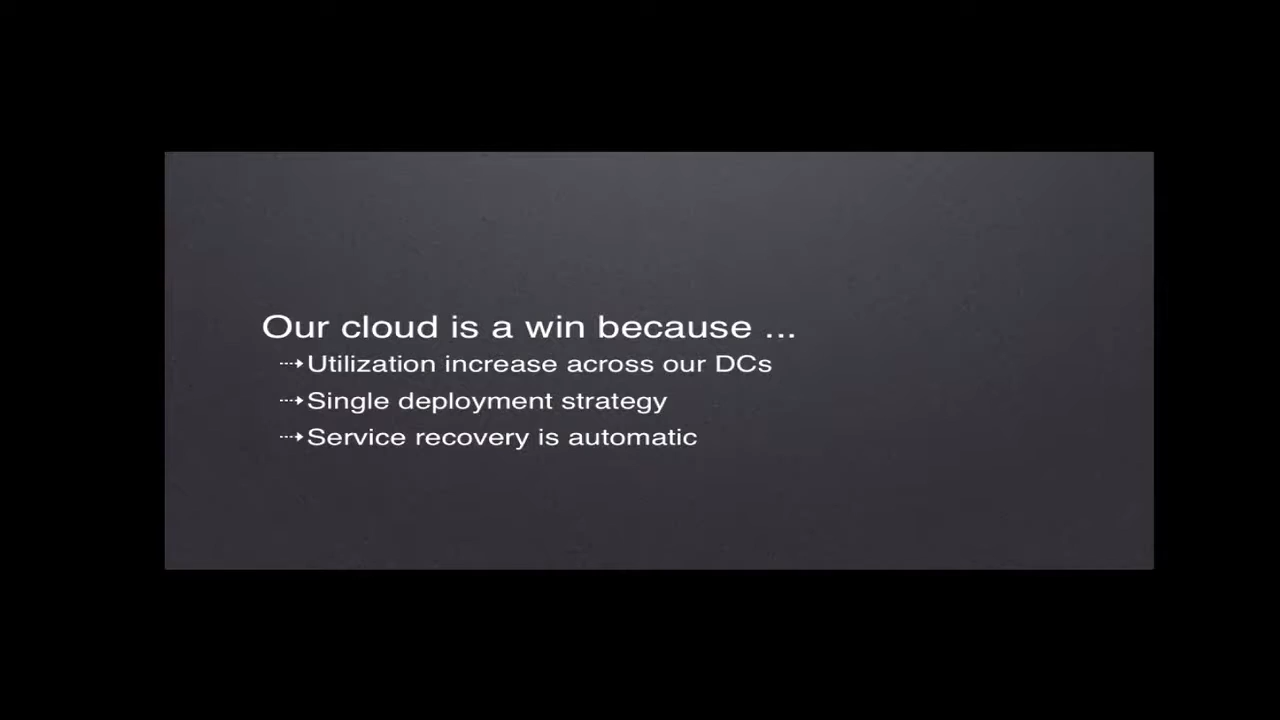 Our cloud is a win because ...
⇢Utilization increase across our DCs
⇢Single deployment strategy
⇢Service recovery is automatic